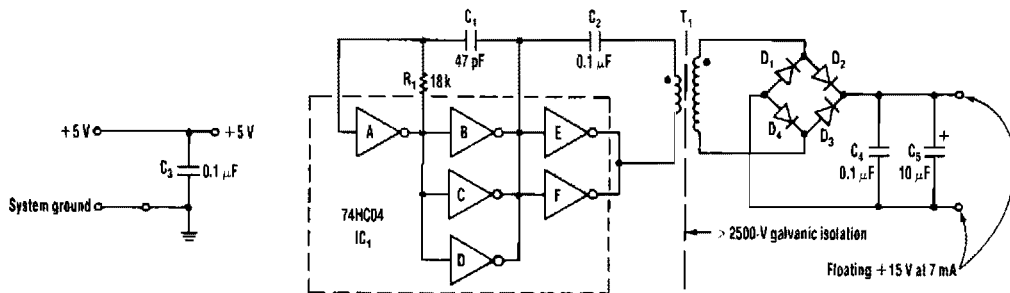 C1
47 pF
C2
0.1 μF
T1
R1
18k
D1
D2
D4
D3
A
B
E
+5 V
+5 V
C3
0.1 μF
System ground
C
F
D
74HC04
IC1
C4
0.1 μF
C5
+
10 μF
> 2500-V galvanic isolation
Floating +15 V at 7 mA